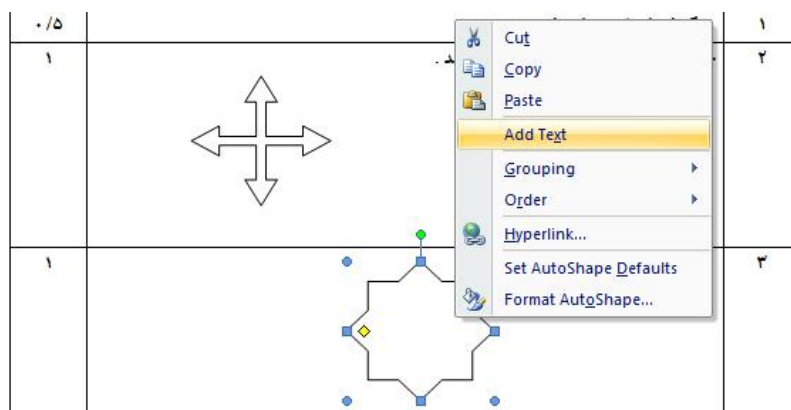 ۱ ۰/۵
۲ د . ۱
۳ ۱
Cut
Copy
Paste
Add Text
Grouping
Order
Hyperlink...
Set AutoShape Defaults
Format AutoShape...